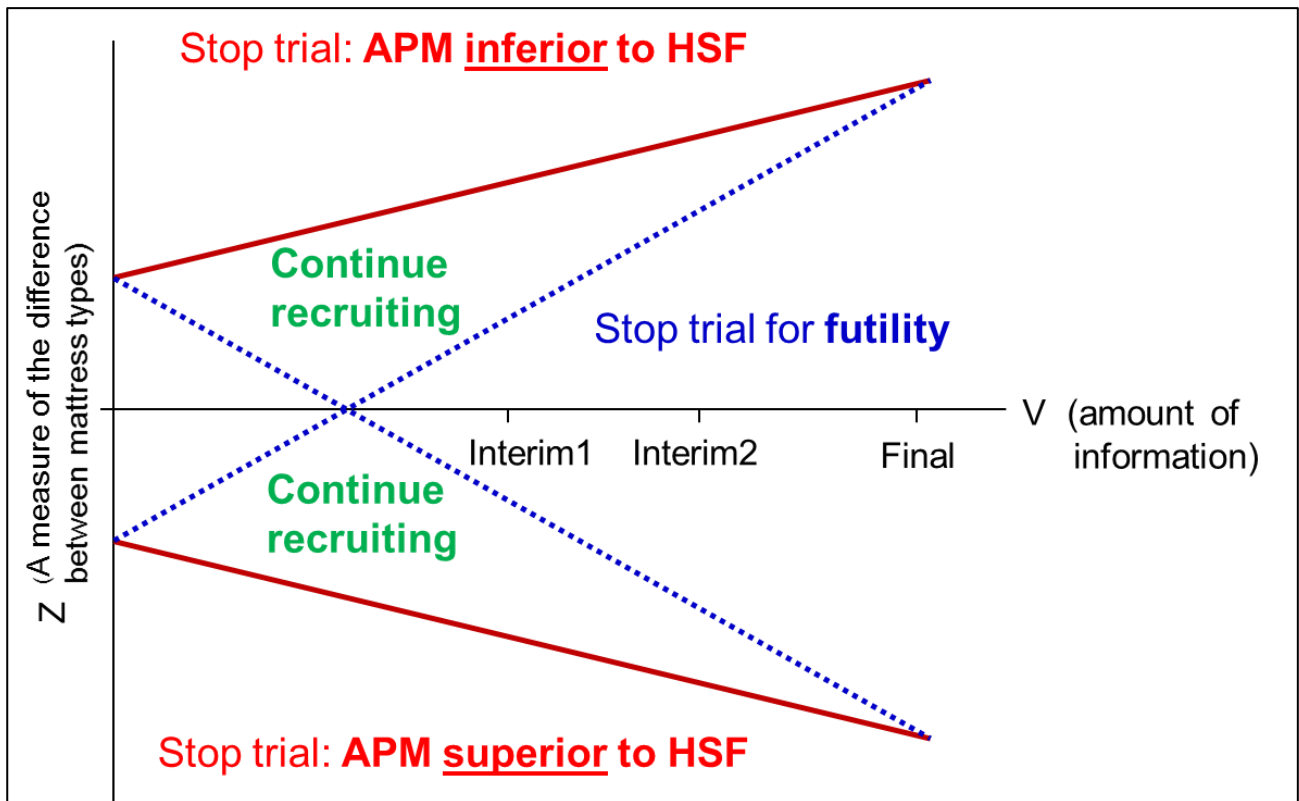 Stop trial: APM inferior to HSF
Z (A measure of the difference
between mattress types)
Continue
recruiting
Stop trial for futility
V (amount of
information)
Interim1
Interim2
Final
Continue
recruiting
Stop trial: APM superior to HSF